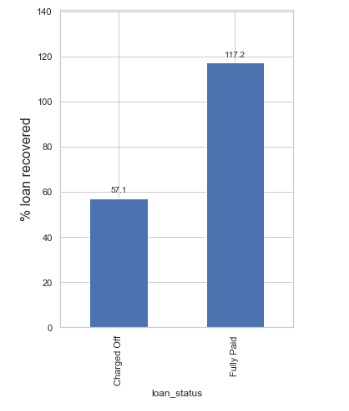 140
120
100
80
60
40
20
0
% loan recovered
57.1
117.2
Charged Off
Fully Paid
loan_status